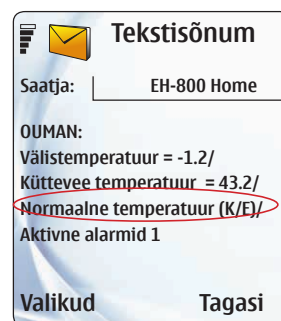 Tekstisõnum
Saatja: EH-800 Home
OUMAN:
Välistemperatuur = -1.2/
Küttevee temperatuur = 43.2/
Normaalne temperatuur (K/E)/
Aktivne alarmid 1
Valikud Tagasi